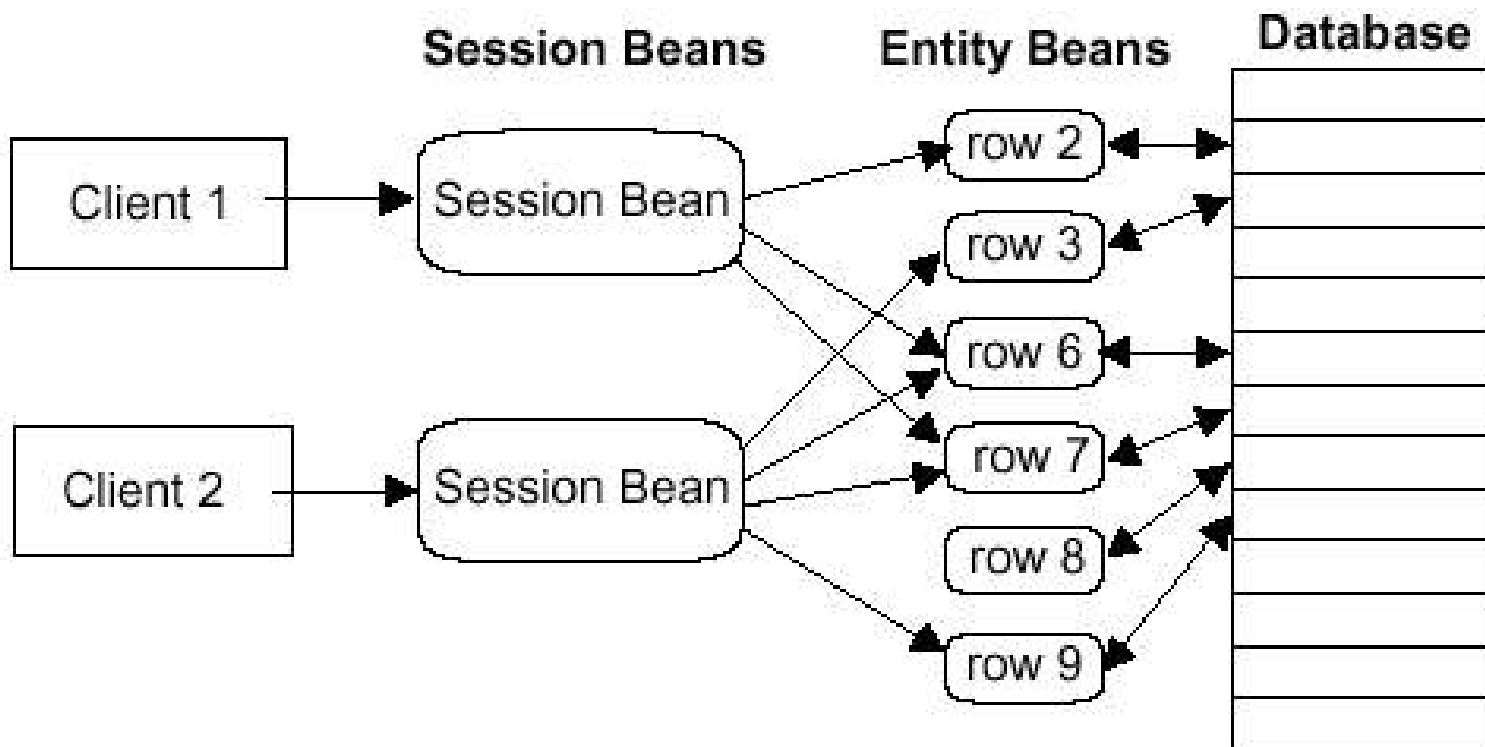 Session Beans
Entity Beans
Database
Client 1
Session Bean
row 2
row 3
row 6
Client 2
Session Bean
row 7
row 8
row 9